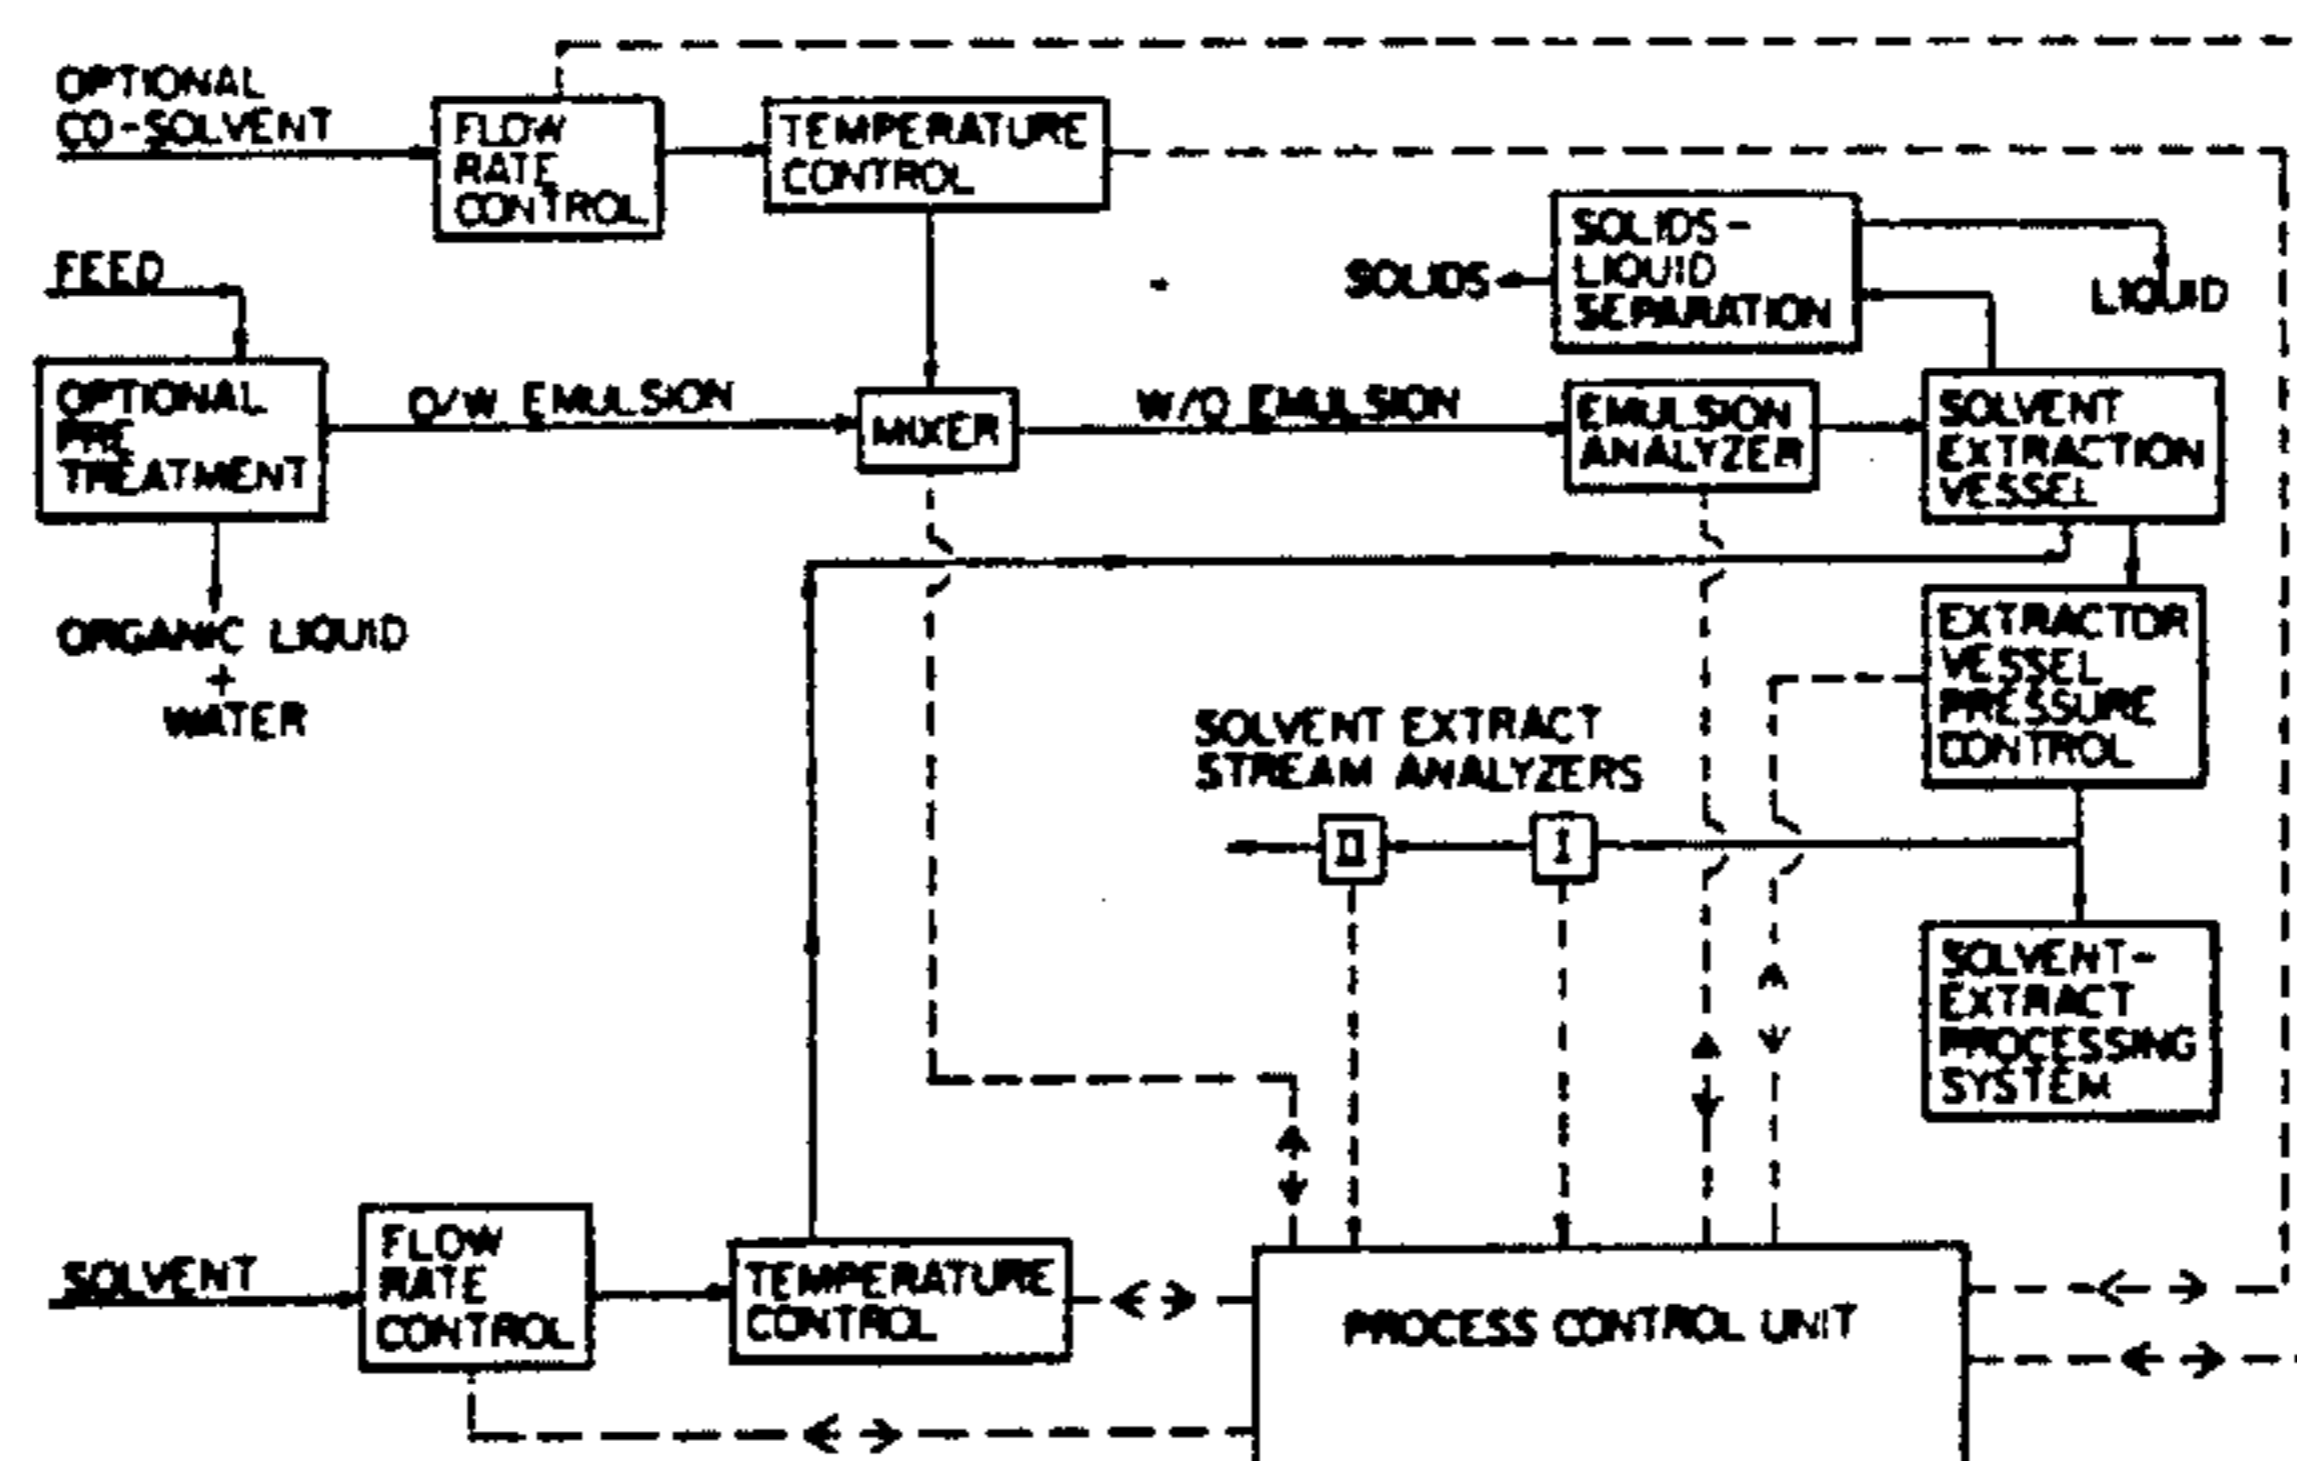 OPTIONAL
CO-SOLVENT
FLOW
RATE
CONTROL
TEMPERATURE
CONTROL
SOLIDS-
LIQUID
SEPARATION
SOLIDS
LIQUID
FEED
OPTIONAL
PRE
TREATMENT
O/W EMULSION
MIXER
W/O EMULSION
EMULSION
ANALYZER
SOLVENT
EXTRACTION
VESSEL
ORGANIC LIQUID
+
WATER
EXTRACTOR
VESSEL
PRESSURE
CONTROL
SOLVENT EXTRACT
STREAM ANALYZERS
II
I
SOLVENT-
EXTRACT
PROCESSING
SYSTEM
SOLVENT
FLOW
RATE
CONTROL
TEMPERATURE
CONTROL
PROCESS CONTROL UNIT